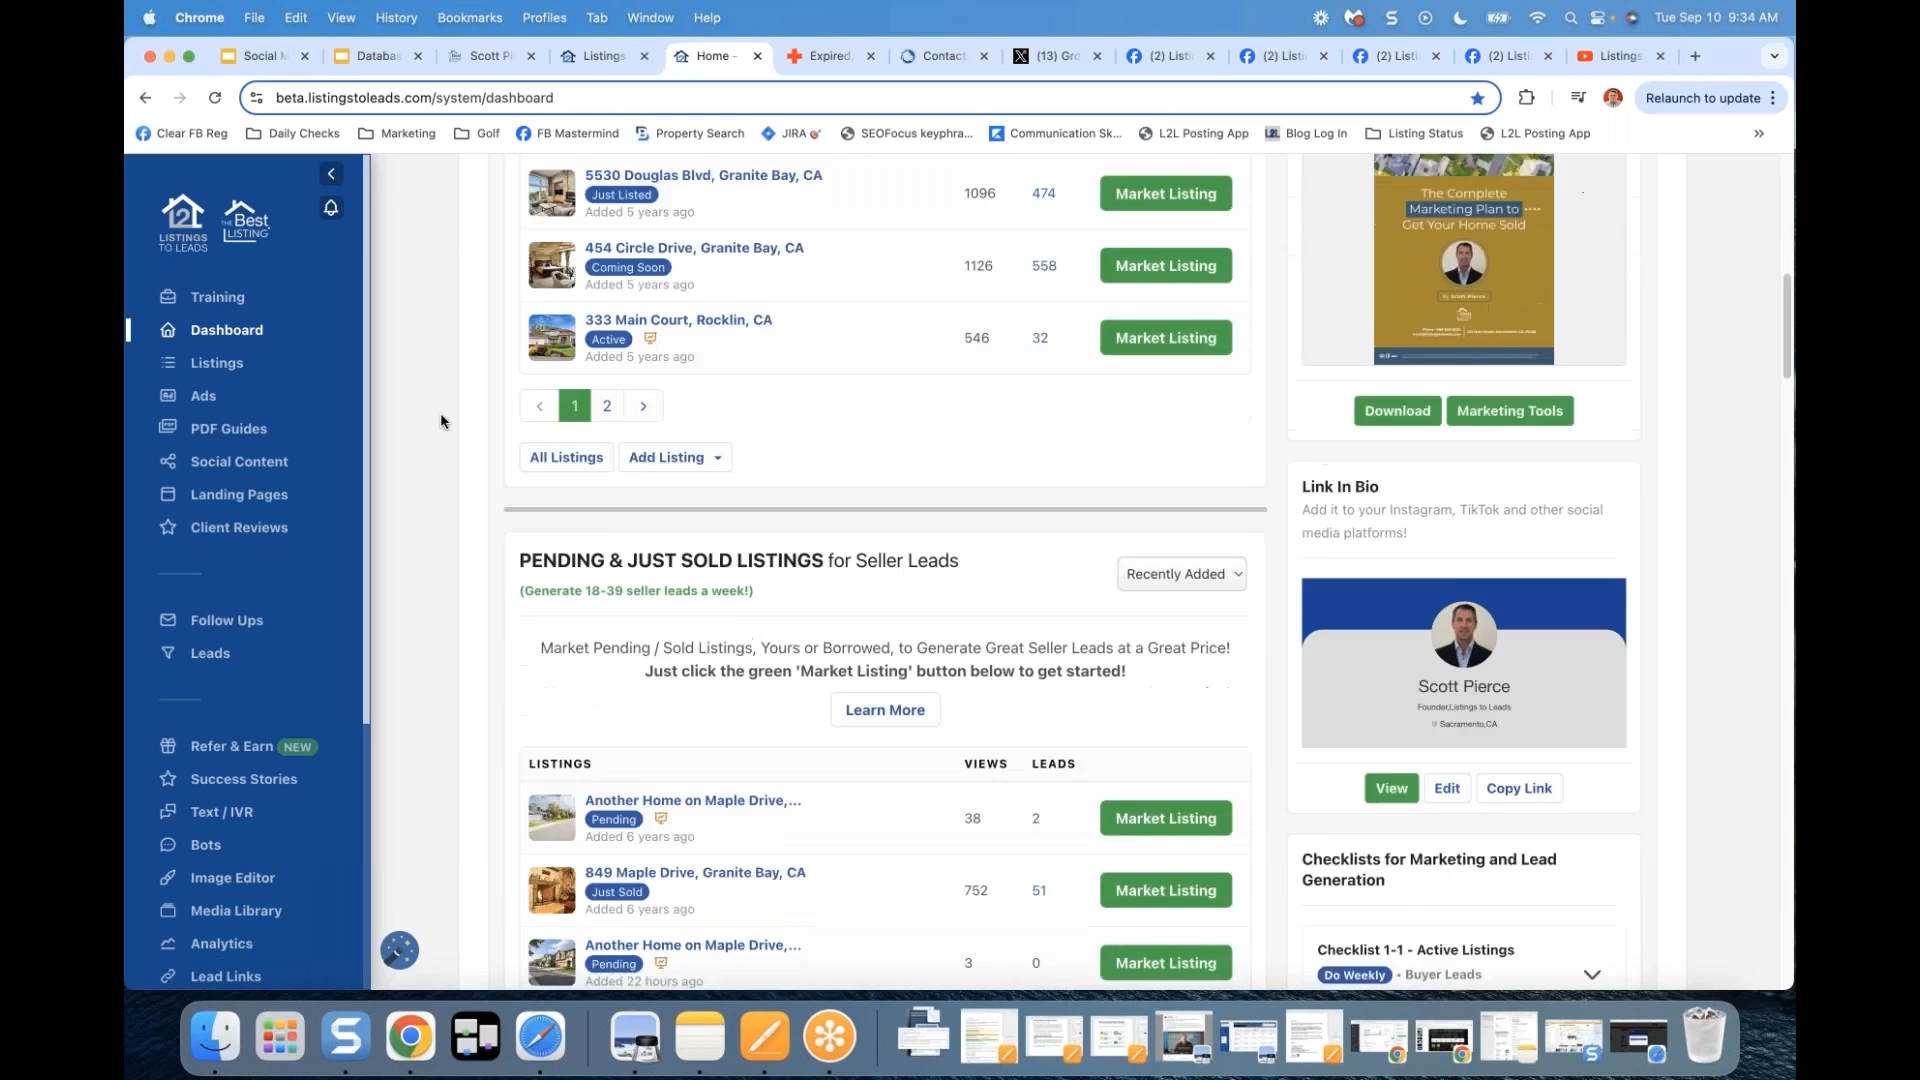 Chrome File Edit View History Bookmarks Profiles Tab Window Help
Tue Sep 10 9:34 AM
Social M
Databas
Scott Pi
Listings
Home -
Expired,
Contact
(13) Gro
(2) Listi
(2) Listi
(2) Listi
(2) Listi
Listings
beta.listingstoleads.com/system/dashboard
Relaunch to update
Clear FB Reg
Daily Checks
Marketing
Golf
FB Mastermind
Property Search
JIRA
SEOFocus keyphra...
Communication Sk...
L2L Posting App
Blog Log In
Listing Status
L2L Posting App
LISTINGS
TO LEADS
THE Best
LISTING
Training
Dashboard
Listings
Ads
PDF Guides
Social Content
Landing Pages
Client Reviews
Follow Ups
Leads
Refer & Earn NEW
Success Stories
Text / IVR
Bots
Image Editor
Media Library
Analytics
Lead Links
5530 Douglas Blvd, Granite Bay, CA
Just Listed
Added 5 years ago
1096 474 Market Listing
454 Circle Drive, Granite Bay, CA
Coming Soon
Added 5 years ago
1126 558 Market Listing
333 Main Court, Rocklin, CA
Active
Added 5 years ago
546 32 Market Listing
‹ 1 2 ›
All Listings Add Listing
PENDING & JUST SOLD LISTINGS for Seller Leads
(Generate 18-39 seller leads a week!)
Recently Added
Market Pending / Sold Listings, Yours or Borrowed, to Generate Great Seller Leads at a Great Price!
Just click the green 'Market Listing' button below to get started!
Learn More
LISTINGS VIEWS LEADS
Another Home on Maple Drive,...
Pending
Added 6 years ago
38 2 Market Listing
849 Maple Drive, Granite Bay, CA
Just Sold
Added 6 years ago
752 51 Market Listing
Another Home on Maple Drive,...
Pending
Added 22 hours ago
3 0 Market Listing
The Complete
Marketing Plan to
Get Your Home Sold
By Scott Pierce
Download Marketing Tools
Link In Bio
Add it to your Instagram, TikTok and other social
media platforms!
Scott Pierce
Founder,Listings to Leads
Sacramento,CA
View Edit Copy Link
Checklists for Marketing and Lead
Generation
Checklist 1-1 - Active Listings
Do Weekly • Buyer Leads